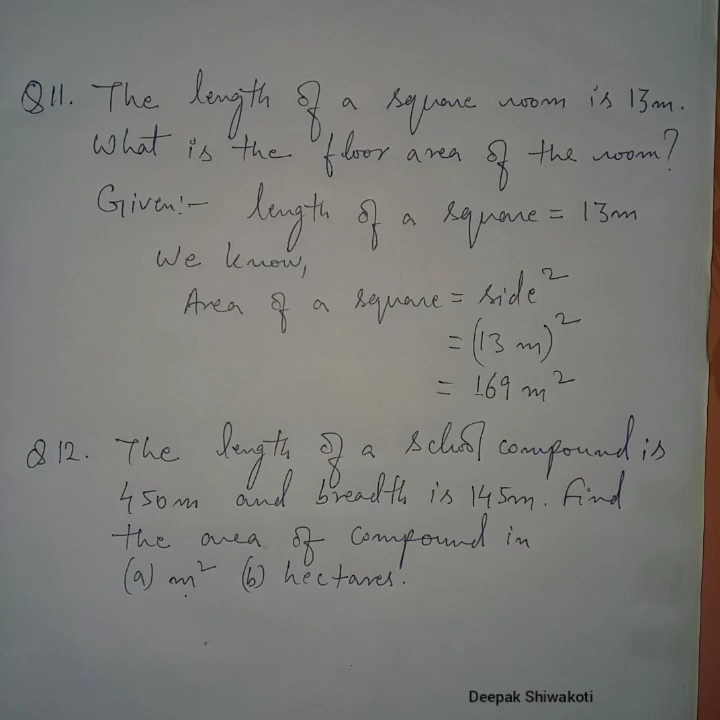 Q11. The length of a square room is 13m.
What is the floor area of the room?
Given:- length of a square = 13m
We know,
Area of a square = side²
= (13 m)²
= 169 m²
Q12. The length of a school compound is
450m and breadth is 145m. Find
the area of compound in
(a) m² (b) hectares.
Deepak Shiwakoti